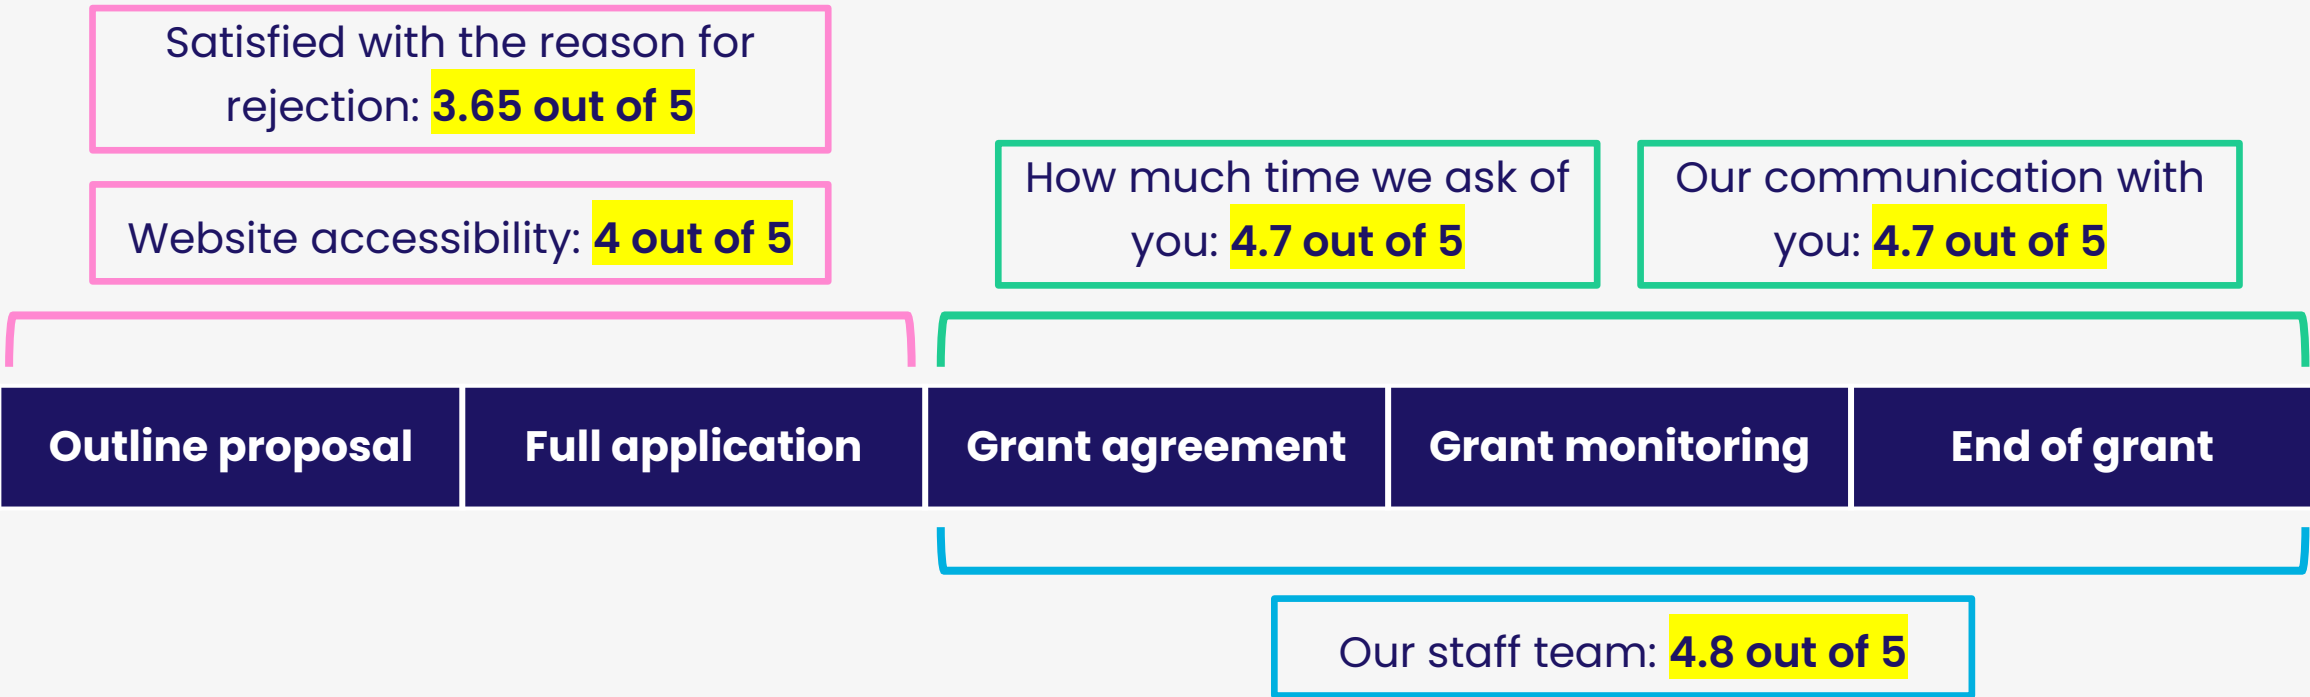 Satisfied with the reason for
rejection: 3.65 out of 5
Website accessibility: 4 out of 5
How much time we ask of
you: 4.7 out of 5
Our communication with
you: 4.7 out of 5
Outline proposal
Full application
Grant agreement
Grant monitoring
End of grant
Our staff team: 4.8 out of 5